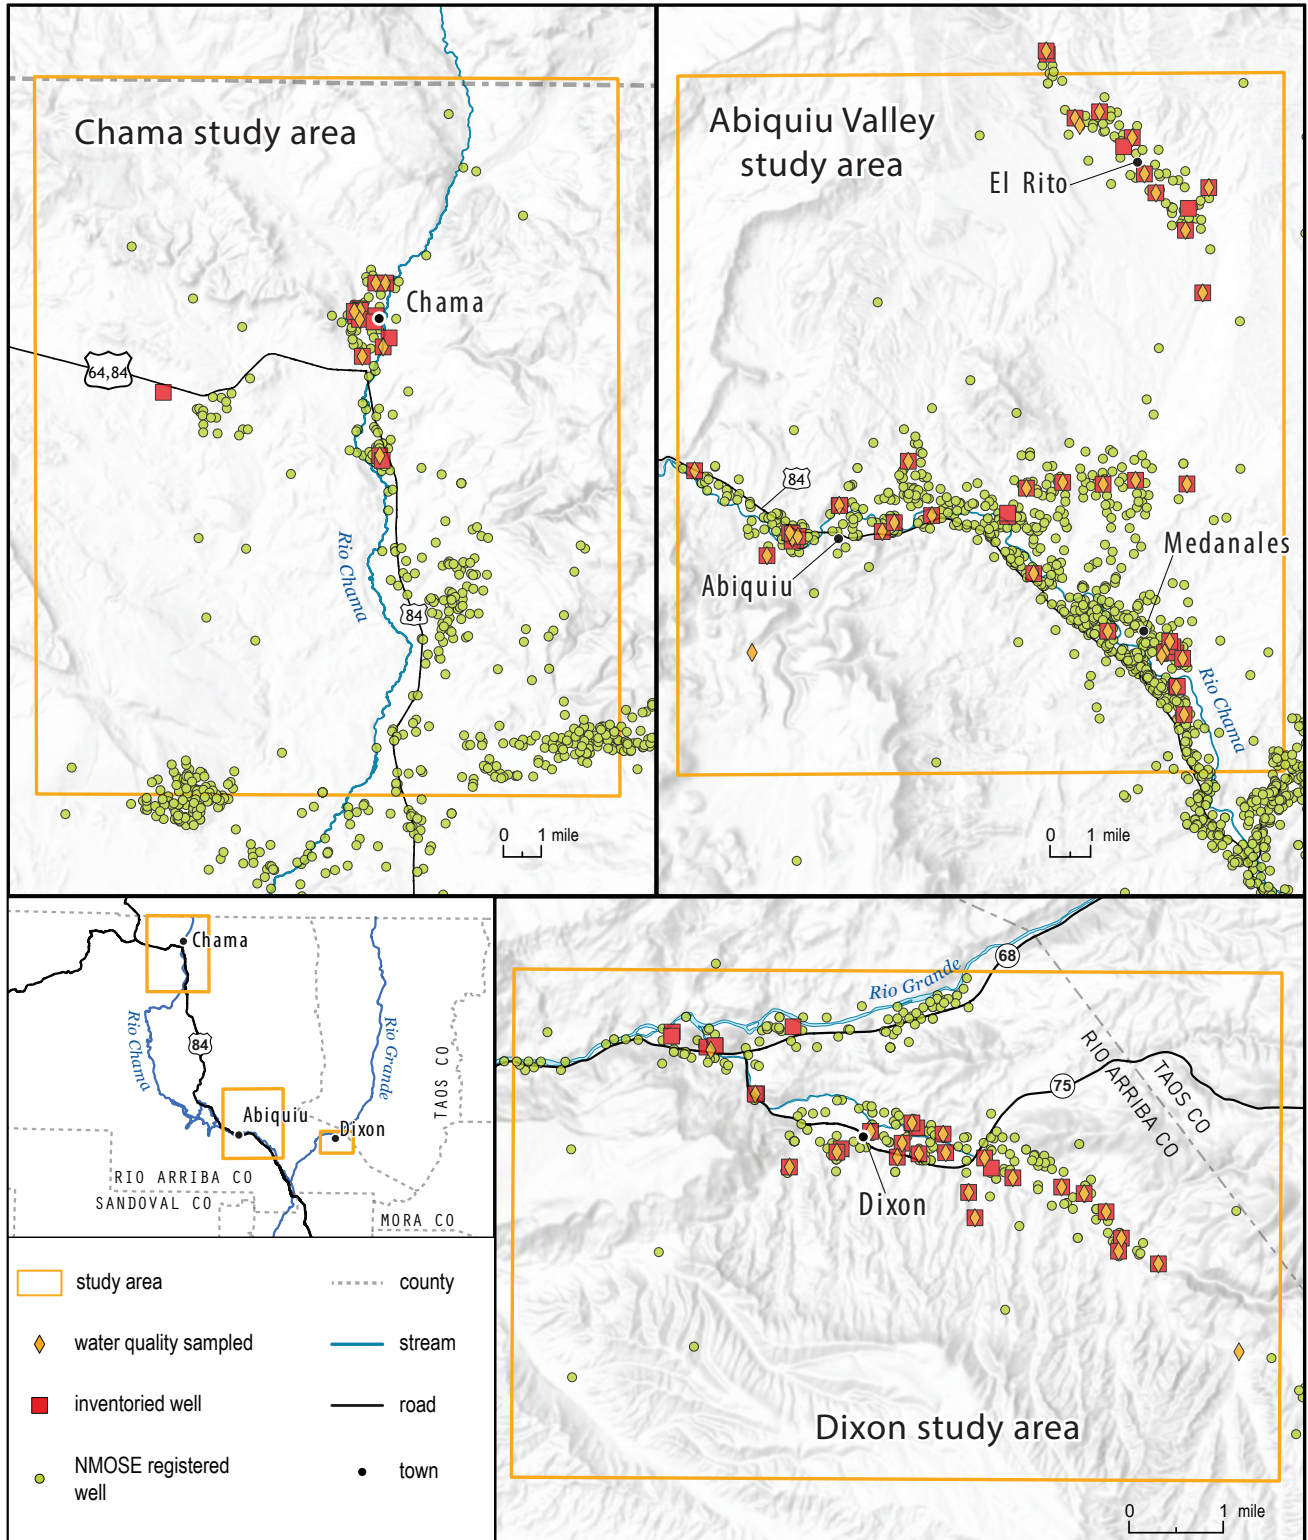 Chama study area
Chama
64,84
Rio Chama
84
0 1 mile
Abiquiu Valley
study area
El Rito
84
Abiquiu
Medanales
Rio Chama
0 1 mile
Chama
Rio Chama
84
Rio Grande
TAOS CO
Abiquiu
Dixon
RIO ARRIBA CO
SANDOVAL CO
MORA CO
study area
county
water quality sampled
stream
inventoried well
road
NMOSE registered
well
town
68
Rio Grande
75
TAOS CO
RIO ARRIBA CO
Dixon
Dixon study area
0 1 mile